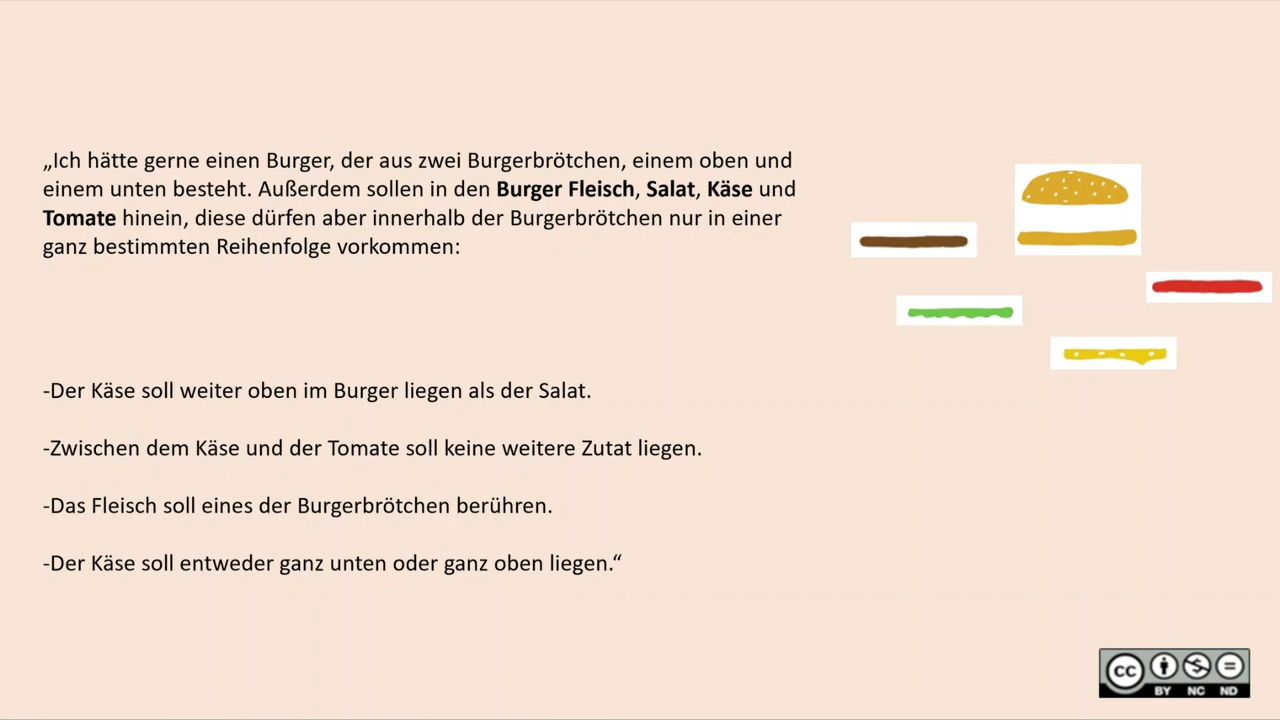 „Ich hätte gerne einen Burger, der aus zwei Burgerbrötchen, einem oben und
einem unten besteht. Außerdem sollen in den Burger Fleisch, Salat, Käse und
Tomate hinein, diese dürfen aber innerhalb der Burgerbrötchen nur in einer
ganz bestimmten Reihenfolge vorkommen:
-Der Käse soll weiter oben im Burger liegen als der Salat.
-Zwischen dem Käse und der Tomate soll keine weitere Zutat liegen.
-Das Fleisch soll eines der Burgerbrötchen berühren.
-Der Käse soll entweder ganz unten oder ganz oben liegen.“
cc
BY NC ND